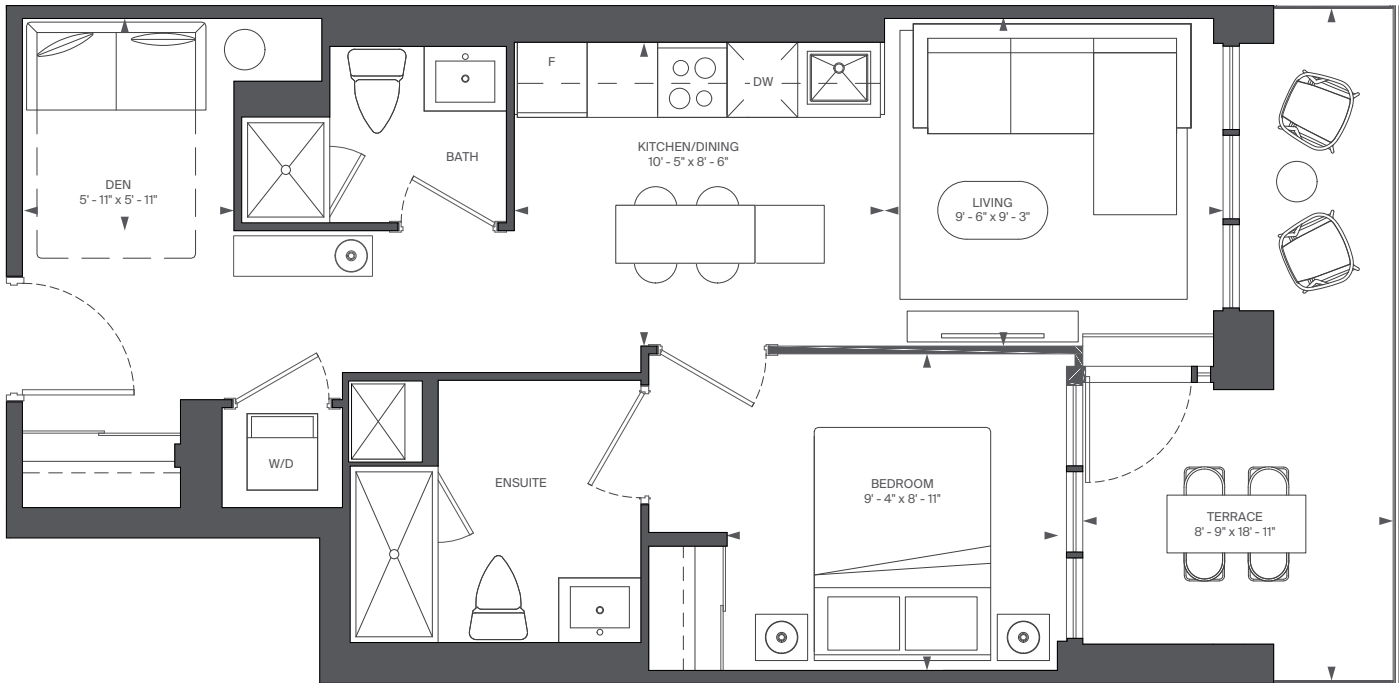 F
DW
BATH
KITCHEN/DINING
10' - 5" x 8' - 6"
DEN
5' - 11" x 5' - 11"
LIVING
9' - 6" x 9' - 3"
W/D
ENSUITE
BEDROOM
9' - 4" x 8' - 11"
TERRACE
8' - 9" x 18' - 11"